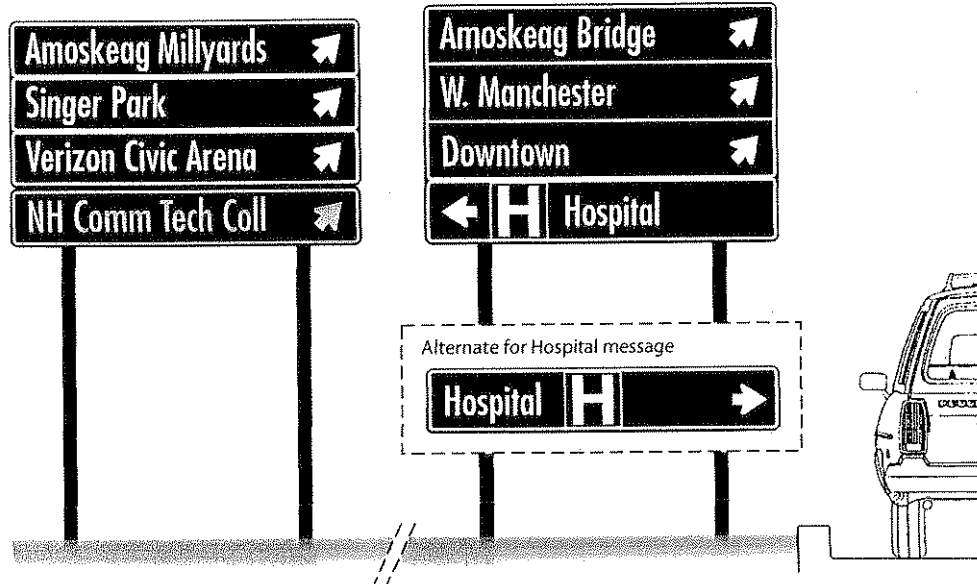 Amoskeag Millyards
Singer Park
Verizon Civic Arena
NH Comm Tech Coll
Amoskeag Bridge
W. Manchester
Downtown
H Hospital
Alternate for Hospital message
Hospital H